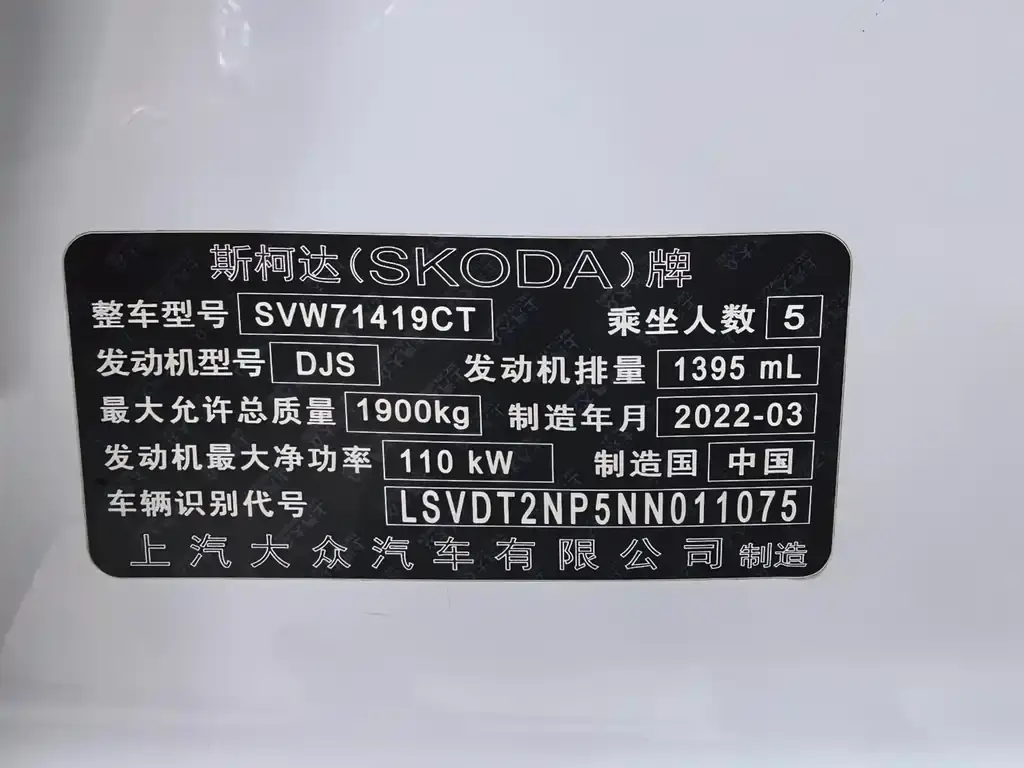 斯柯达(SKODA)牌
整车型号 SVW71419CT 乘坐人数 5
发动机型号 DJS 发动机排量 1395 mL
最大允许总质量 1900kg 制造年月 2022-03
发动机最大净功率 110 kW 制造国 中国
车辆识别代号 LSVDT2NP5NN011075
上汽大众汽车有限公司 制造